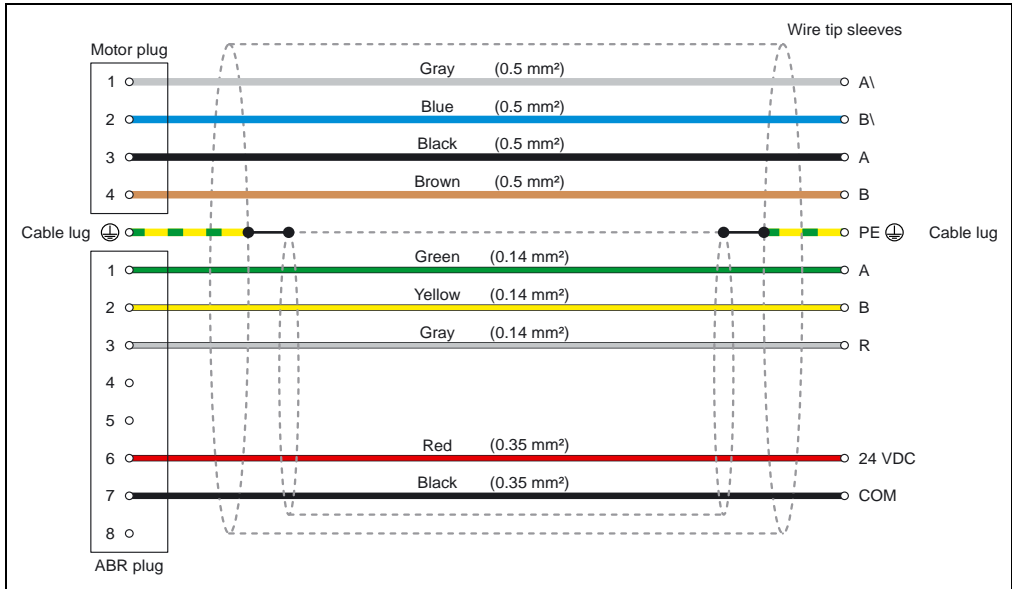 Wire tip sleeves
Motor plug
1 Gray (0.5 mm²) A\
2 Blue (0.5 mm²) B\
3 Black (0.5 mm²) A
4 Brown (0.5 mm²) B
Cable lug PE Cable lug
1 Green (0.14 mm²) A
2 Yellow (0.14 mm²) B
3 Gray (0.14 mm²) R
4
5
6 Red (0.35 mm²) 24 VDC
7 Black (0.35 mm²) COM
8
ABR plug